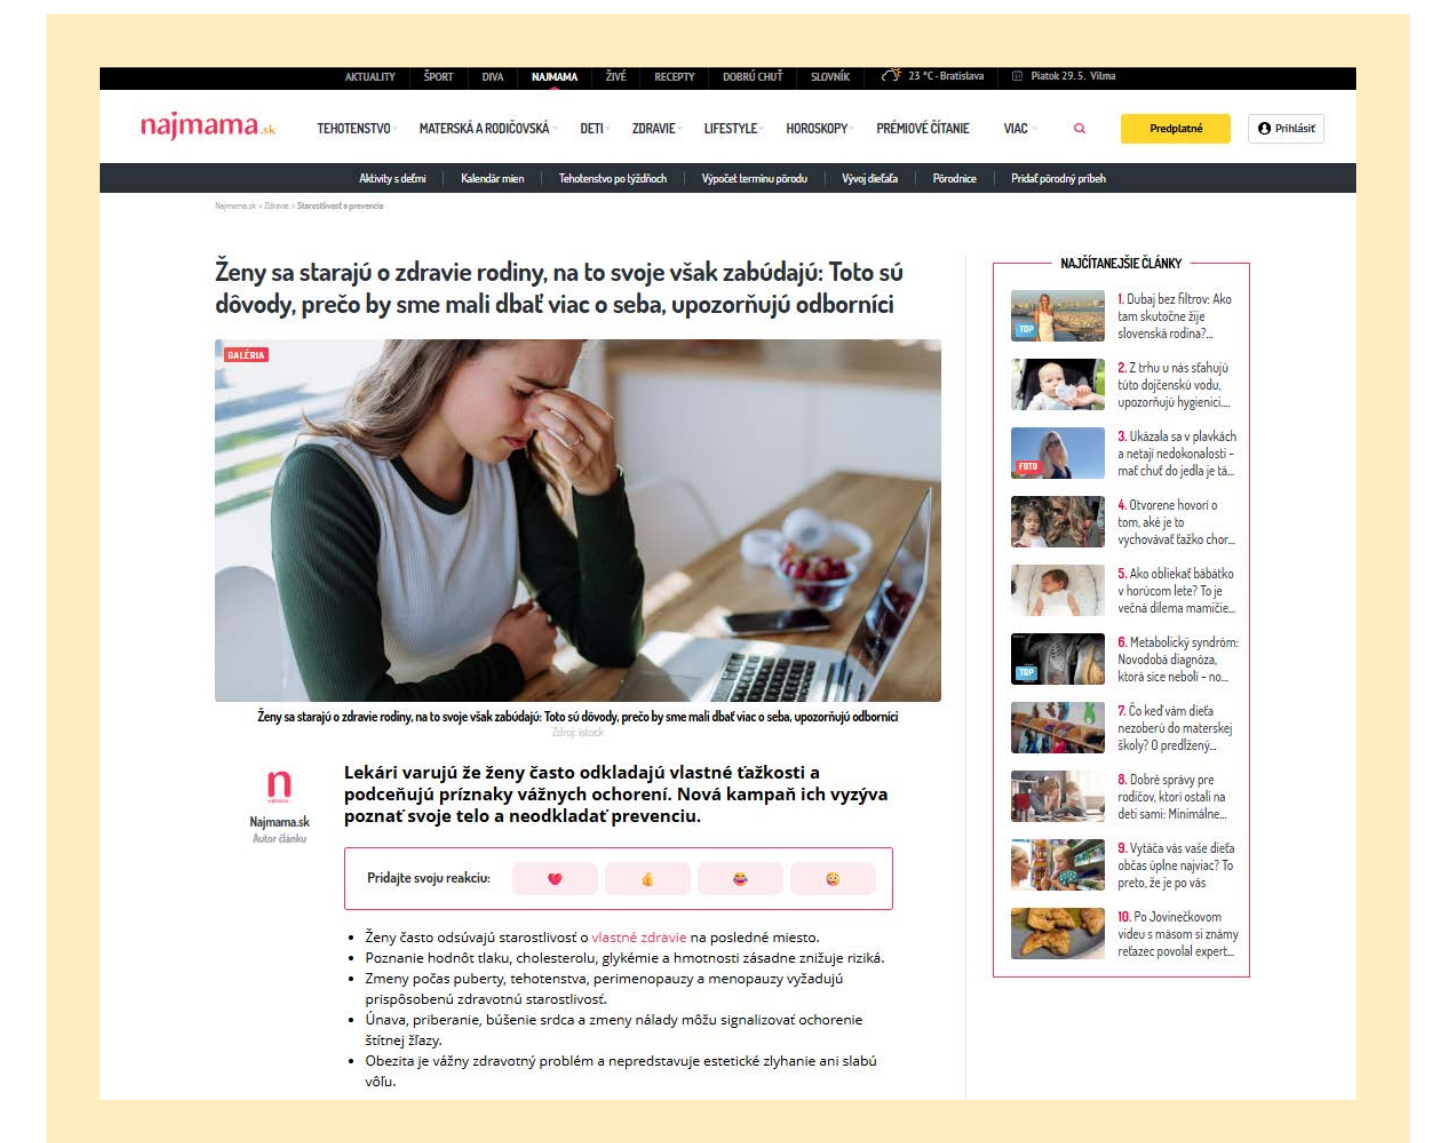 AKTUALITY ŠPORT DIVA NAJMAMA ŽIVÉ RECEPTY DOBRÚ CHUŤ SLOVNÍK 23 °C - Bratislava Piatok 29. 5. Vilma
najmama.sk TEHOTENSTVO MATERSKÁ A RODIČOVSKÁ DETI ZDRAVIE LIFESTYLE HOROSKOPY PRÉMIOVÉ ČÍTANIE VIAC Predplatné Prihlásiť
Aktivity s deťmi Kalendár mien Tehotenstvo po týždňoch Výpočet termínu pôrodu Vývoj dieťaťa Pôrodnice Pridať pôrodný príbeh
Najmama.sk > Zdravie > Starostlivosť a prevencia
Ženy sa starajú o zdravie rodiny, na to svoje však zabúdajú: Toto sú
dôvody, prečo by sme mali dbať viac o seba, upozorňujú odborníci
GALÉRIA
Ženy sa starajú o zdravie rodiny, na to svoje však zabúdajú: Toto sú dôvody, prečo by sme mali dbať viac o seba, upozorňujú odborníci
Zdroj: istock
n
Najmama.sk
Autor článku
Lekári varujú že ženy často odkladajú vlastné ťažkosti a
podceňujú príznaky vážnych ochorení. Nová kampaň ich vyzýva
poznať svoje telo a neodkladať prevenciu.
Pridajte svoju reakciu:
• Ženy často odsúvajú starostlivosť o vlastné zdravie na posledné miesto.
• Poznanie hodnôt tlaku, cholesterolu, glykémie a hmotnosti zásadne znižuje riziká.
• Zmeny počas puberty, tehotenstva, perimenopauzy a menopauzy vyžadujú
prispôsobenú zdravotnú starostlivosť.
• Únava, priberanie, búšenie srdca a zmeny nálady môžu signalizovať ochorenie
štítnej žľazy.
• Obezita je vážny zdravotný problém a nepredstavuje estetické zlyhanie ani slabú
vôľu.
NAJČÍTANEJŠIE ČLÁNKY
TOP
1. Dubaj bez filtrov: Ako
tam skutočne žije
slovenská rodina?...
2. Z trhu u nás sťahujú
túto dojčenskú vodu,
upozorňujú hygienici....
FOTO
3. Ukázala sa v plavkách
a netají nedokonalosti -
mať chuť do jedla je tá...
4. Otvorene hovorí o
tom, aké je to
vychovávať ťažko chor...
5. Ako obliekať bábätko
v horúcom lete? To je
večná dilema mamičie...
TOP
6. Metabolický syndróm:
Novodobá diagnóza,
ktorá síce nebolí - no...
7. Čo keď vám dieťa
nezoberú do materskej
školy? O predĺžený...
8. Dobré správy pre
rodičov, ktorí ostali na
deti sami: Minimálne...
9. Vytáča vás vaše dieťa
občas úplne najviac? To
preto, že je po vás
10. Po Jovinečkovom
videu s mäsom si známy
reťazec povolal expert...